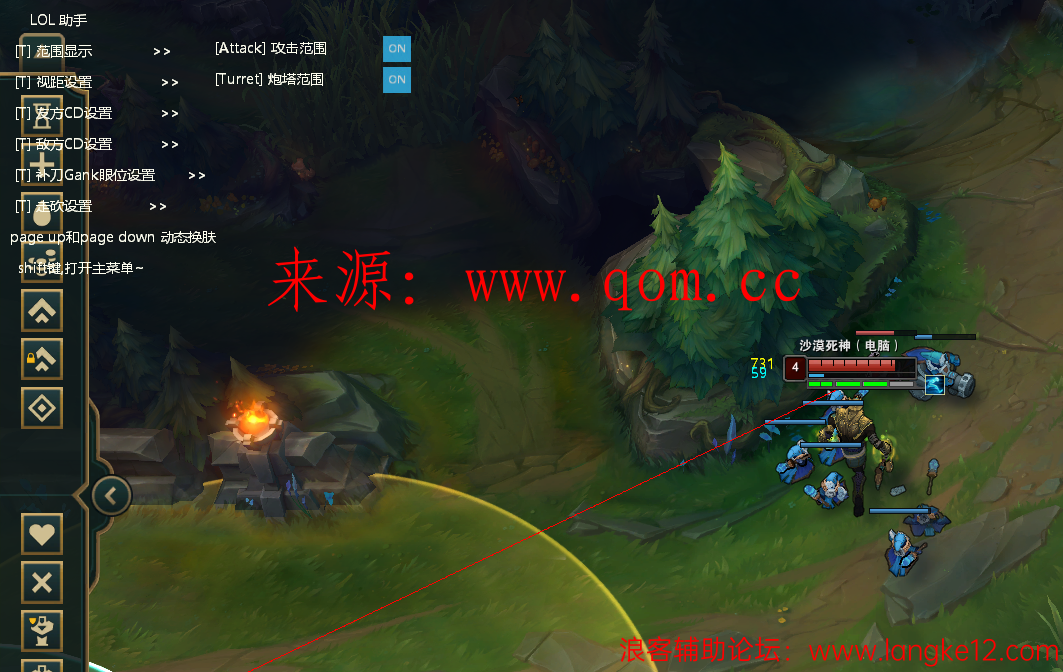 LOL 助手
[T] 范围显示 >> [Attack] 攻击范围 ON
[T] 视距设置 >> [Turret] 炮塔范围 ON
[T] 友方CD设置 >>
[T] 敌方CD设置 >>
[T] 补刀Gank眼位设置 >>
[T] 走砍设置 >>
page up和page down 动态换肤
shift键,打开主菜单~
来源：www.qom.cc
沙漠死神（电脑）
731
59
4
浪客辅助论坛：www.langke12.com